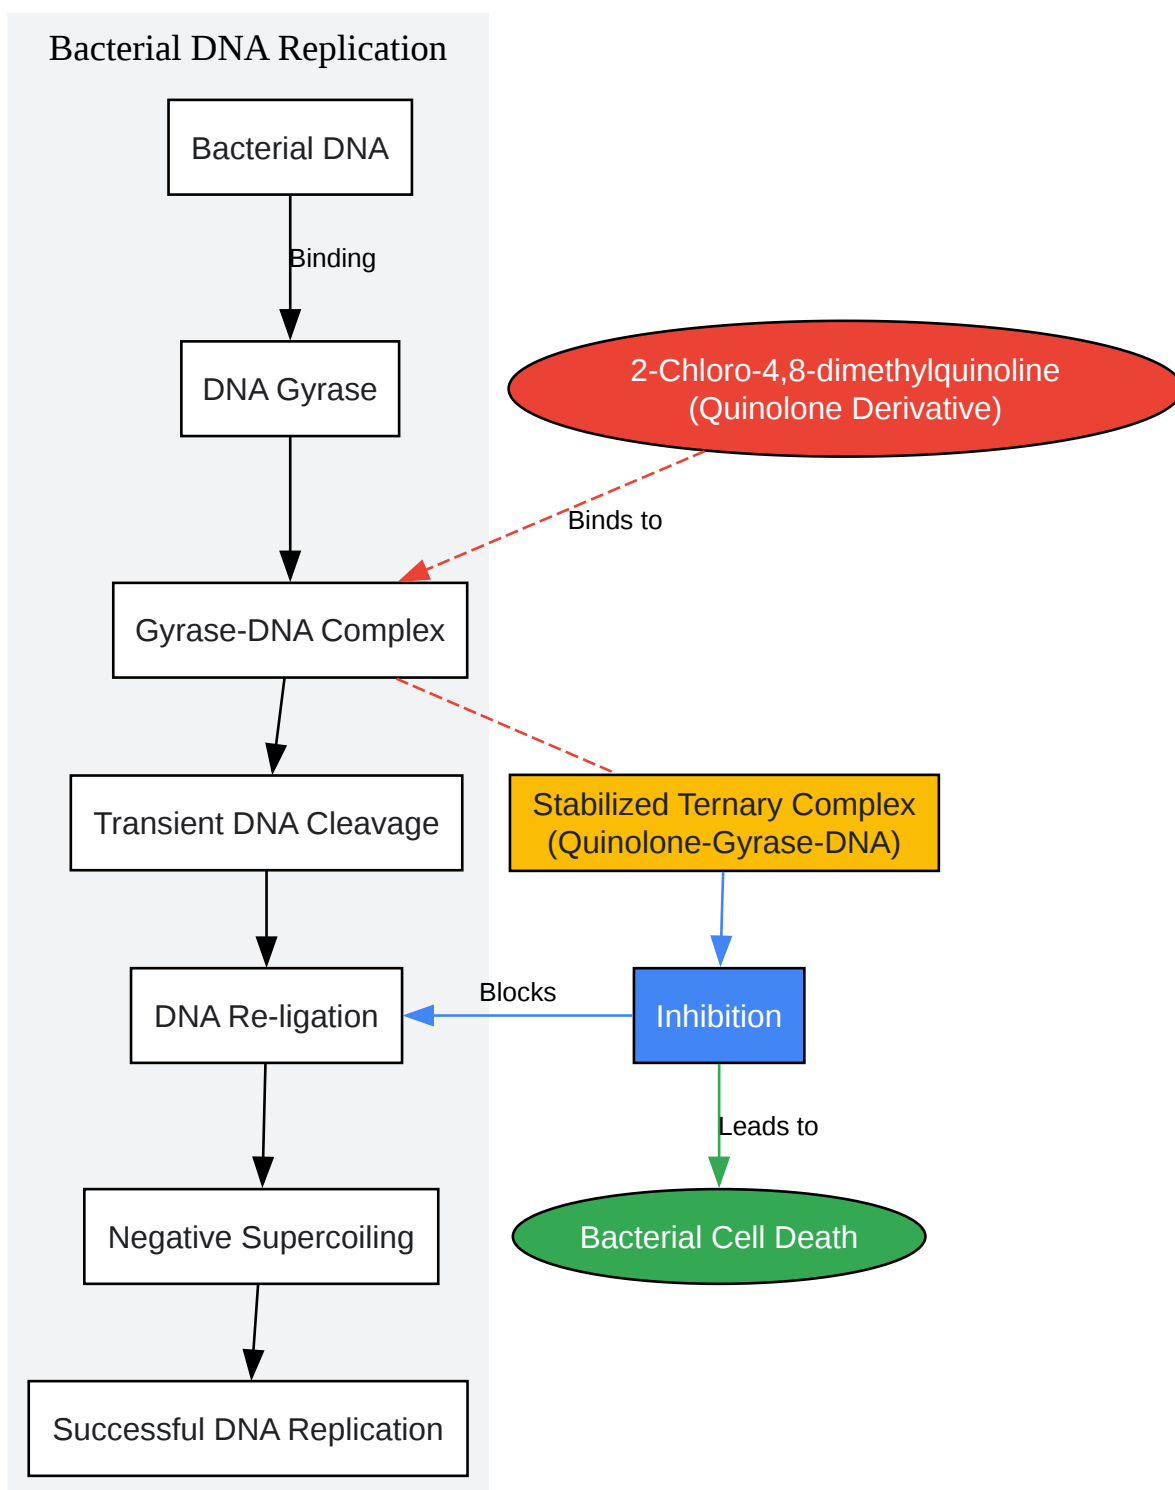 Bacterial DNA Replication
Bacterial DNA
Binding
DNA Gyrase
2-Chloro-4,8-dimethylquinoline
(Quinolone Derivative)
Binds to
Gyrase-DNA Complex
Transient DNA Cleavage
Stabilized Ternary Complex
(Quinolone-Gyrase-DNA)
DNA Re-ligation
Blocks
Inhibition
Leads to
Negative Supercoiling
Bacterial Cell Death
Successful DNA Replication